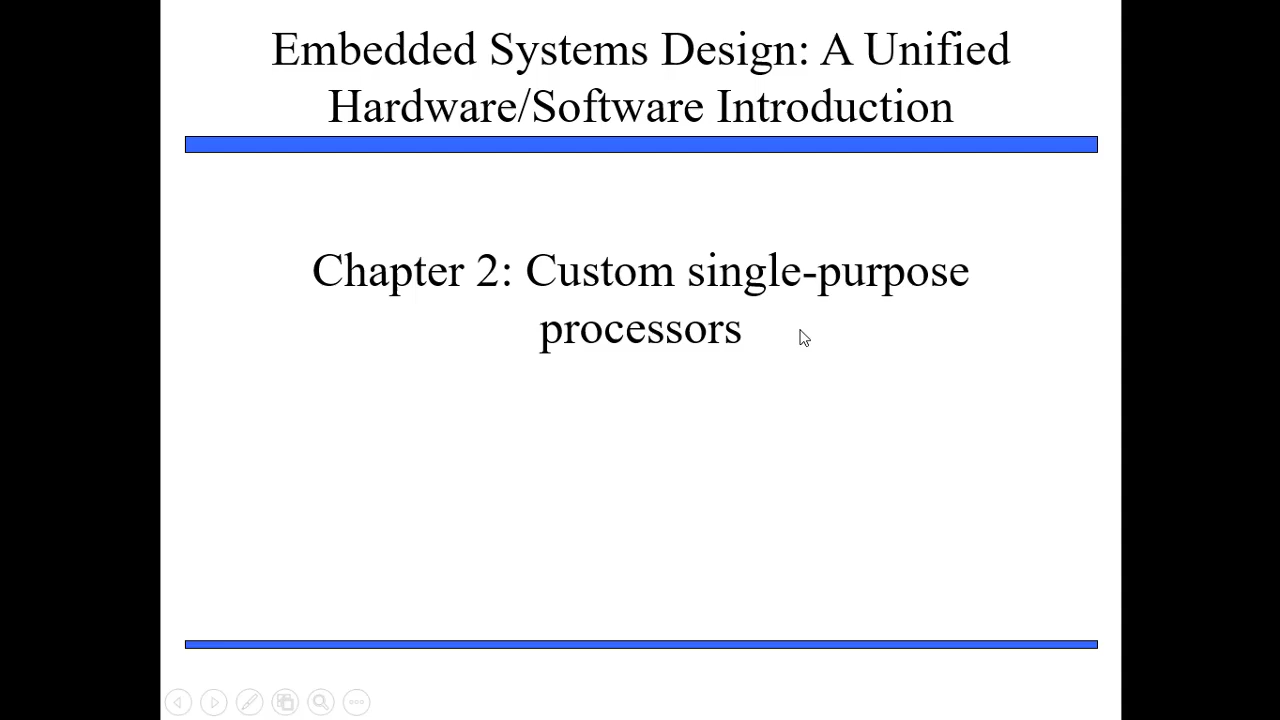 Embedded Systems Design: A Unified
Hardware/Software Introduction
Chapter 2: Custom single-purpose
processors